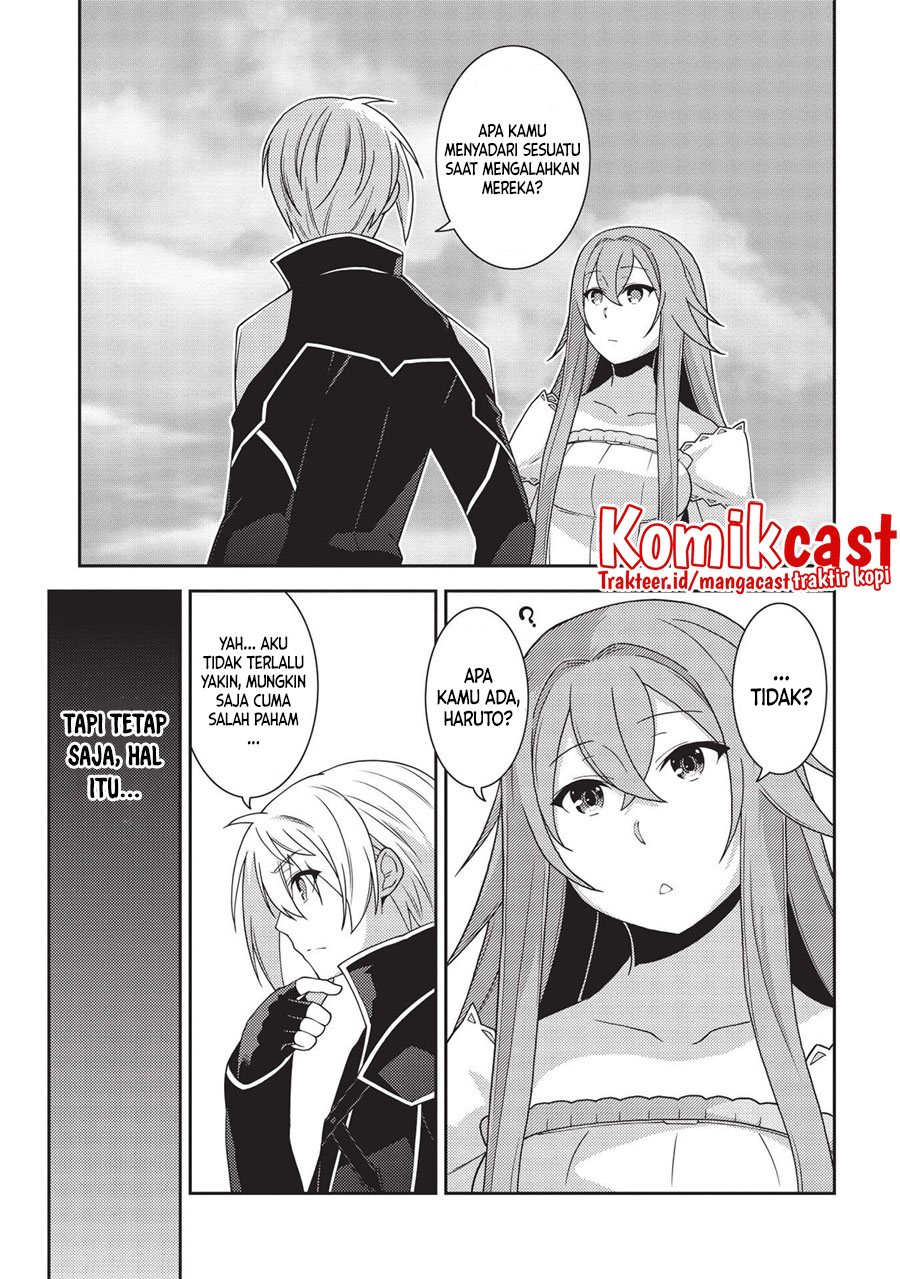 APA KAMU
MENYADARI SESUATU
SAAT MENGALAHKAN
MEREKA?
Komikcast
Trakteer.id/mangacast traktir kopi
?
...
TIDAK?
APA
KAMU ADA,
HARUTO?
YAH... AKU
TIDAK TERLALU
YAKIN, MUNGKIN
SAJA CUMA
SALAH PAHAM
...
TAPI TETAP
SAJA, HAL
ITU...